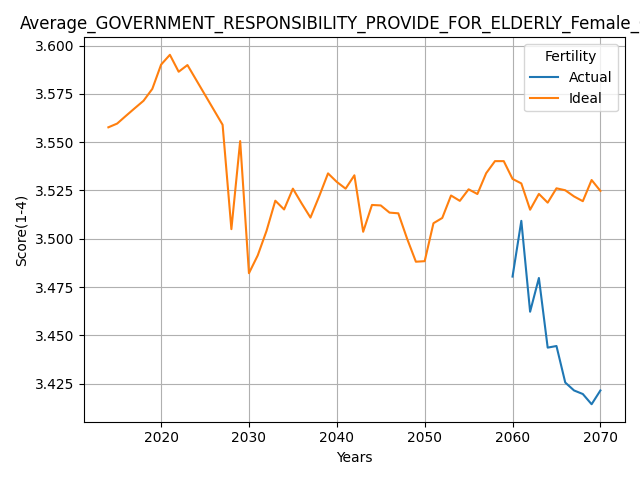 Average_GOVERNMENT_RESPONSIBILITY_PROVIDE_FOR_ELDERLY_Female_
Fertility
Actual
Ideal
3.600
3.575
3.550
3.525
3.500
3.475
3.450
3.425
Score(1-4)
2020 2030 2040 2050 2060 2070
Years